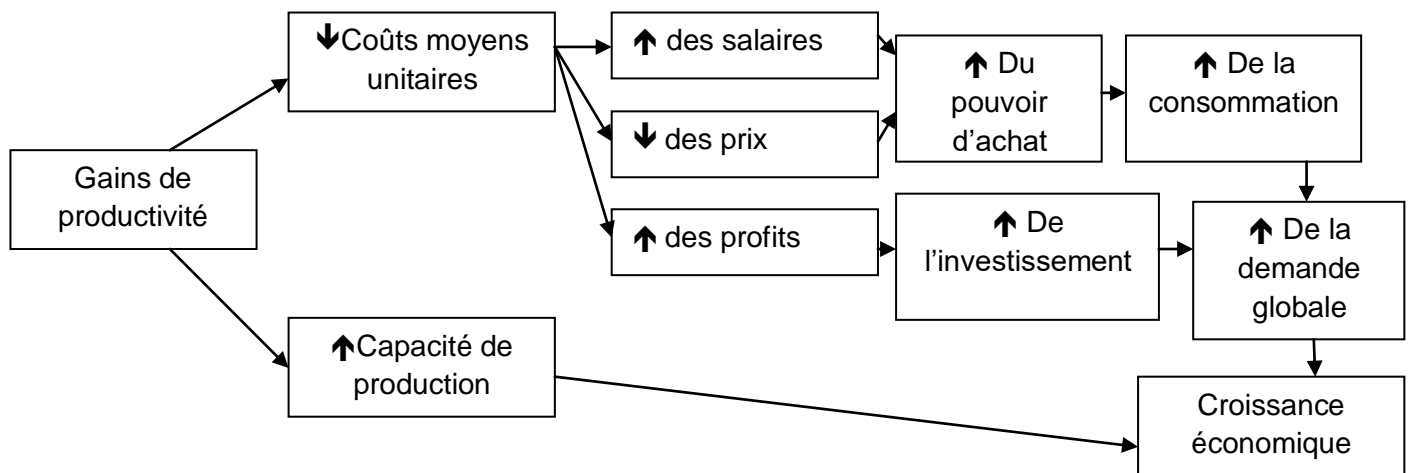 Gains de
productivité
🡻Coûts moyens
unitaires
🡹Capacité de
production
🡹 des salaires
🡻 des prix
🡹 des profits
🡹 Du
pouvoir
d’achat
🡹 De
l’investissement
🡹 De la
consommation
🡹 De la
demande
globale
Croissance
économique